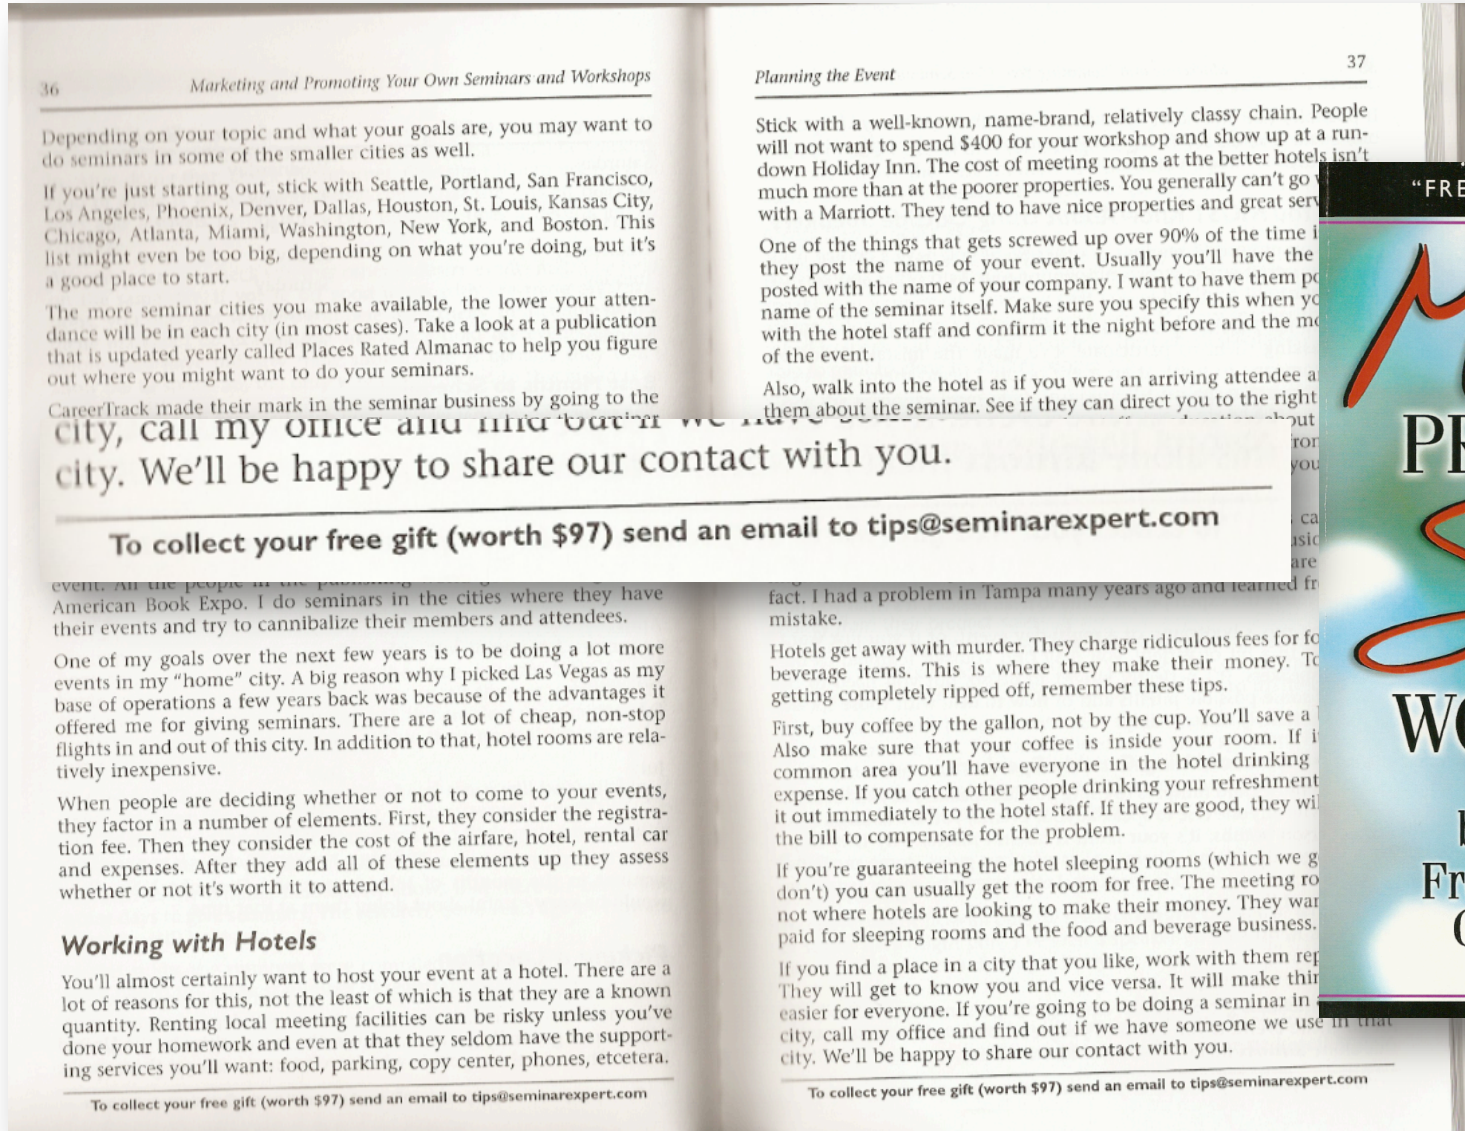 36
Marketing and Promoting Your Own Seminars and Workshops
Depending on your topic and what your goals are, you may want to
do seminars in some of the smaller cities as well.
If you're just starting out, stick with Seattle, Portland, San Francisco,
Los Angeles, Phoenix, Denver, Dallas, Houston, St. Louis, Kansas City,
Chicago, Atlanta, Miami, Washington, New York, and Boston. This
list might even be too big, depending on what you're doing, but it's
a good place to start.
The more seminar cities you make available, the lower your atten-
dance will be in each city (in most cases). Take a look at a publication
that is updated yearly called Places Rated Almanac to help you figure
out where you might want to do your seminars.
CareerTrack made their mark in the seminar business by going to the
event. All the people in the
American Book Expo. I do seminars in the cities where they have
their events and try to cannibalize their members and attendees.
One of my goals over the next few years is to be doing a lot more
events in my “home” city. A big reason why I picked Las Vegas as my
base of operations a few years back was because of the advantages it
offered me for giving seminars. There are a lot of cheap, non-stop
flights in and out of this city. In addition to that, hotel rooms are rela-
tively inexpensive.
When people are deciding whether or not to come to your events,
they factor in a number of elements. First, they consider the registra-
tion fee. Then they consider the cost of the airfare, hotel, rental car
and expenses. After they add all of these elements up they assess
whether or not it's worth it to attend.
Working with Hotels
You'll almost certainly want to host your event at a hotel. There are a
lot of reasons for this, not the least of which is that they are a known
quantity. Renting local meeting facilities can be risky unless you've
done your homework and even at that they seldom have the support-
ing services you'll want: food, parking, copy center, phones, etcetera.
To collect your free gift (worth $97) send an email to tips@seminarexpert.com
Planning the Event
37
Stick with a well-known, name-brand, relatively classy chain. People
will not want to spend $400 for your workshop and show up at a run-
down Holiday Inn. The cost of meeting rooms at the better hotels isn't
much more than at the poorer properties. You generally can't go
with a Marriott. They tend to have nice properties and great ser
One of the things that gets screwed up over 90% of the time i
they post the name of your event. Usually you'll have the
posted with the name of your company. I want to have them po
name of the seminar itself. Make sure you specify this when yo
with the hotel staff and confirm it the night before and the mo
of the event.
Also, walk into the hotel as if you were an arriving attendee a
them about the seminar. See if they can direct you to the right
fact. I had a problem in Tampa many years ago and learned fr
mistake.
Hotels get away with murder. They charge ridiculous fees for fo
beverage items. This is where they make their money. To
getting completely ripped off, remember these tips.
First, buy coffee by the gallon, not by the cup. You'll save a
Also make sure that your coffee is inside your room. If i
common area you'll have everyone in the hotel drinking
expense. If you catch other people drinking your refreshment
it out immediately to the hotel staff. If they are good, they wi
the bill to compensate for the problem.
If you're guaranteeing the hotel sleeping rooms (which we g
don't) you can usually get the room for free. The meeting ro
not where hotels are looking to make their money. They wan
paid for sleeping rooms and the food and beverage business.
If you find a place in a city that you like, work with them rep
They will get to know you and vice versa. It will make thin
easier for everyone. If you're going to be doing a seminar in
city, call my office and find out if we have someone we use in that
city. We'll be happy to share our contact with you.
To collect your free gift (worth $97) send an email to tips@seminarexpert.com
city, call my office and find out if we have
city. We'll be happy to share our contact with you.
To collect your free gift (worth $97) send an email to tips@seminarexpert.com
“FRE
PR
WO
Fr